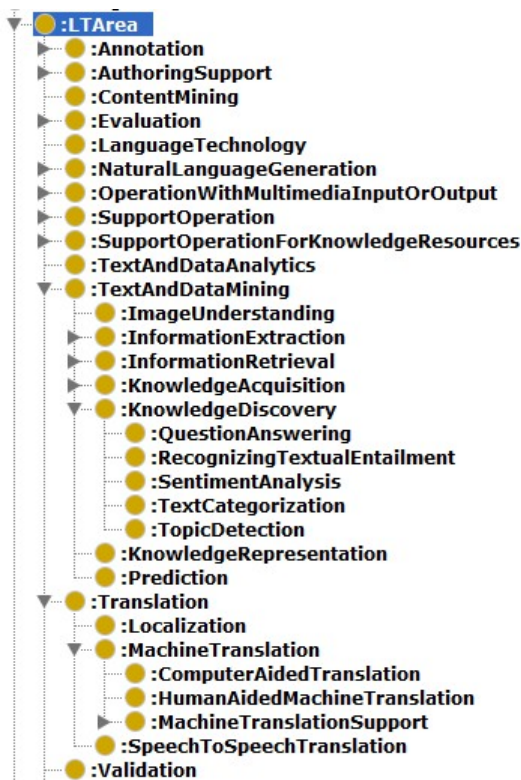 :LTArea
:Annotation
:AuthoringSupport
:ContentMining
:Evaluation
:LanguageTechnology
:NaturalLanguageGeneration
:OperationWithMultimediaInputOrOutput
:SupportOperation
:SupportOperationForKnowledgeResources
:TextAndDataAnalytics
:TextAndDataMining
:ImageUnderstanding
:InformationExtraction
:InformationRetrieval
:KnowledgeAcquisition
:KnowledgeDiscovery
:QuestionAnswering
:RecognizingTextualEntailment
:SentimentAnalysis
:TextCategorization
:TopicDetection
:KnowledgeRepresentation
:Prediction
:Translation
:Localization
:MachineTranslation
:ComputerAidedTranslation
:HumanAidedMachineTranslation
:MachineTranslationSupport
:SpeechToSpeechTranslation
:Validation